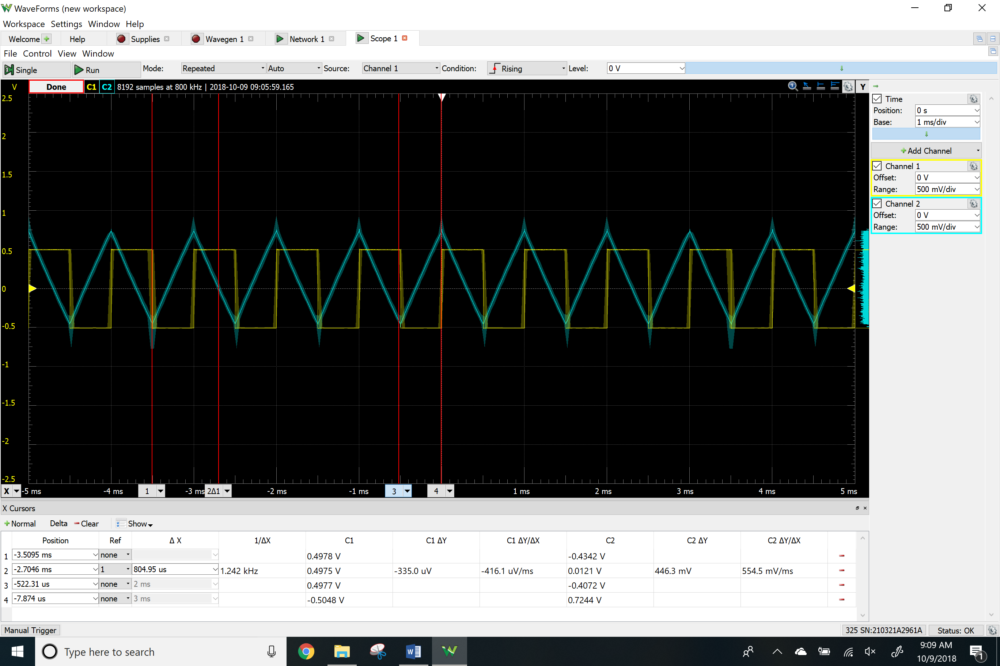 WaveForms (new workspace)
Workspace Settings Window Help
Welcome Help Supplies Wavegen 1 Network 1 Scope 1
File Control View Window
Single Run Mode: Repeated Auto Source: Channel 1 Condition: Rising Level: 0 V
V Done C1 C2 8192 samples at 800 kHz | 2018-10-09 09:05:59.165 Y
2.5
2
1.5
1
0.5
0
-0.5
-1
-1.5
-2
-2.5
X -5 ms -4 ms 1 -3 ms 2Δ1 -2 ms -1 ms 3 4 1 ms 2 ms 3 ms 4 ms 5 ms
Time
Position: 0 s
Base: 1 ms/div
Add Channel
Channel 1
Offset: 0 V
Range: 500 mV/div
Channel 2
Offset: 0 V
Range: 500 mV/div
X Cursors
Normal Delta Clear Show
Position Ref Δ X 1/ΔX C1 C1 ΔY C1 ΔY/ΔX C2 C2 ΔY C2 ΔY/ΔX
1 -3.5095 ms none 0.4978 V -0.4342 V
2 -2.7046 ms 1 804.95 us 1.242 kHz 0.4975 V -335.0 uV -416.1 uV/ms 0.0121 V 446.3 mV 554.5 mV/ms
3 -522.31 us none 2 ms 0.4977 V -0.4072 V
4 -7.874 us none 3 ms -0.5048 V 0.7244 V
Manual Trigger 325 SN:210321A2961A Status: OK
Type here to search
9:09 AM
10/9/2018
1